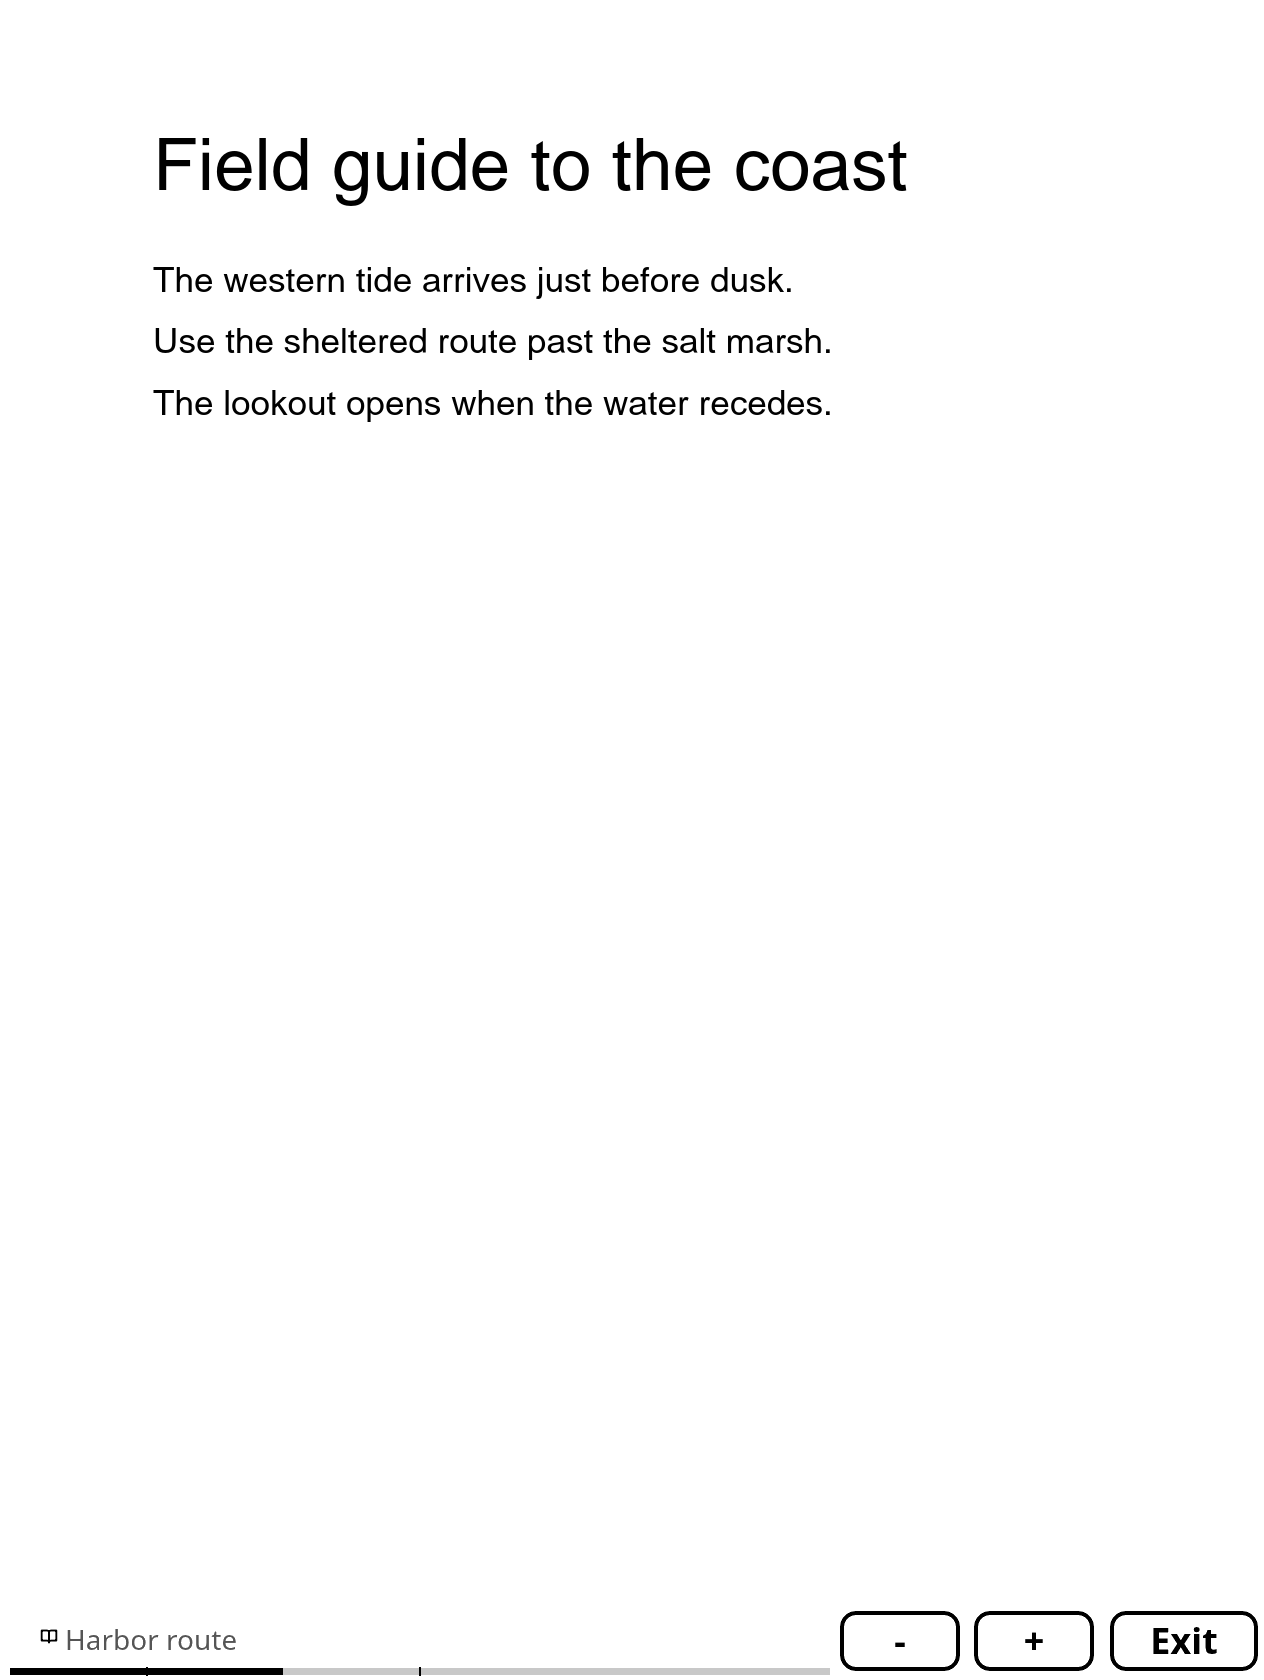 Field guide to the coast
The western tide arrives just before dusk.
Use the sheltered route past the salt marsh.
The lookout opens when the water recedes.
Harbor route
-
+
Exit